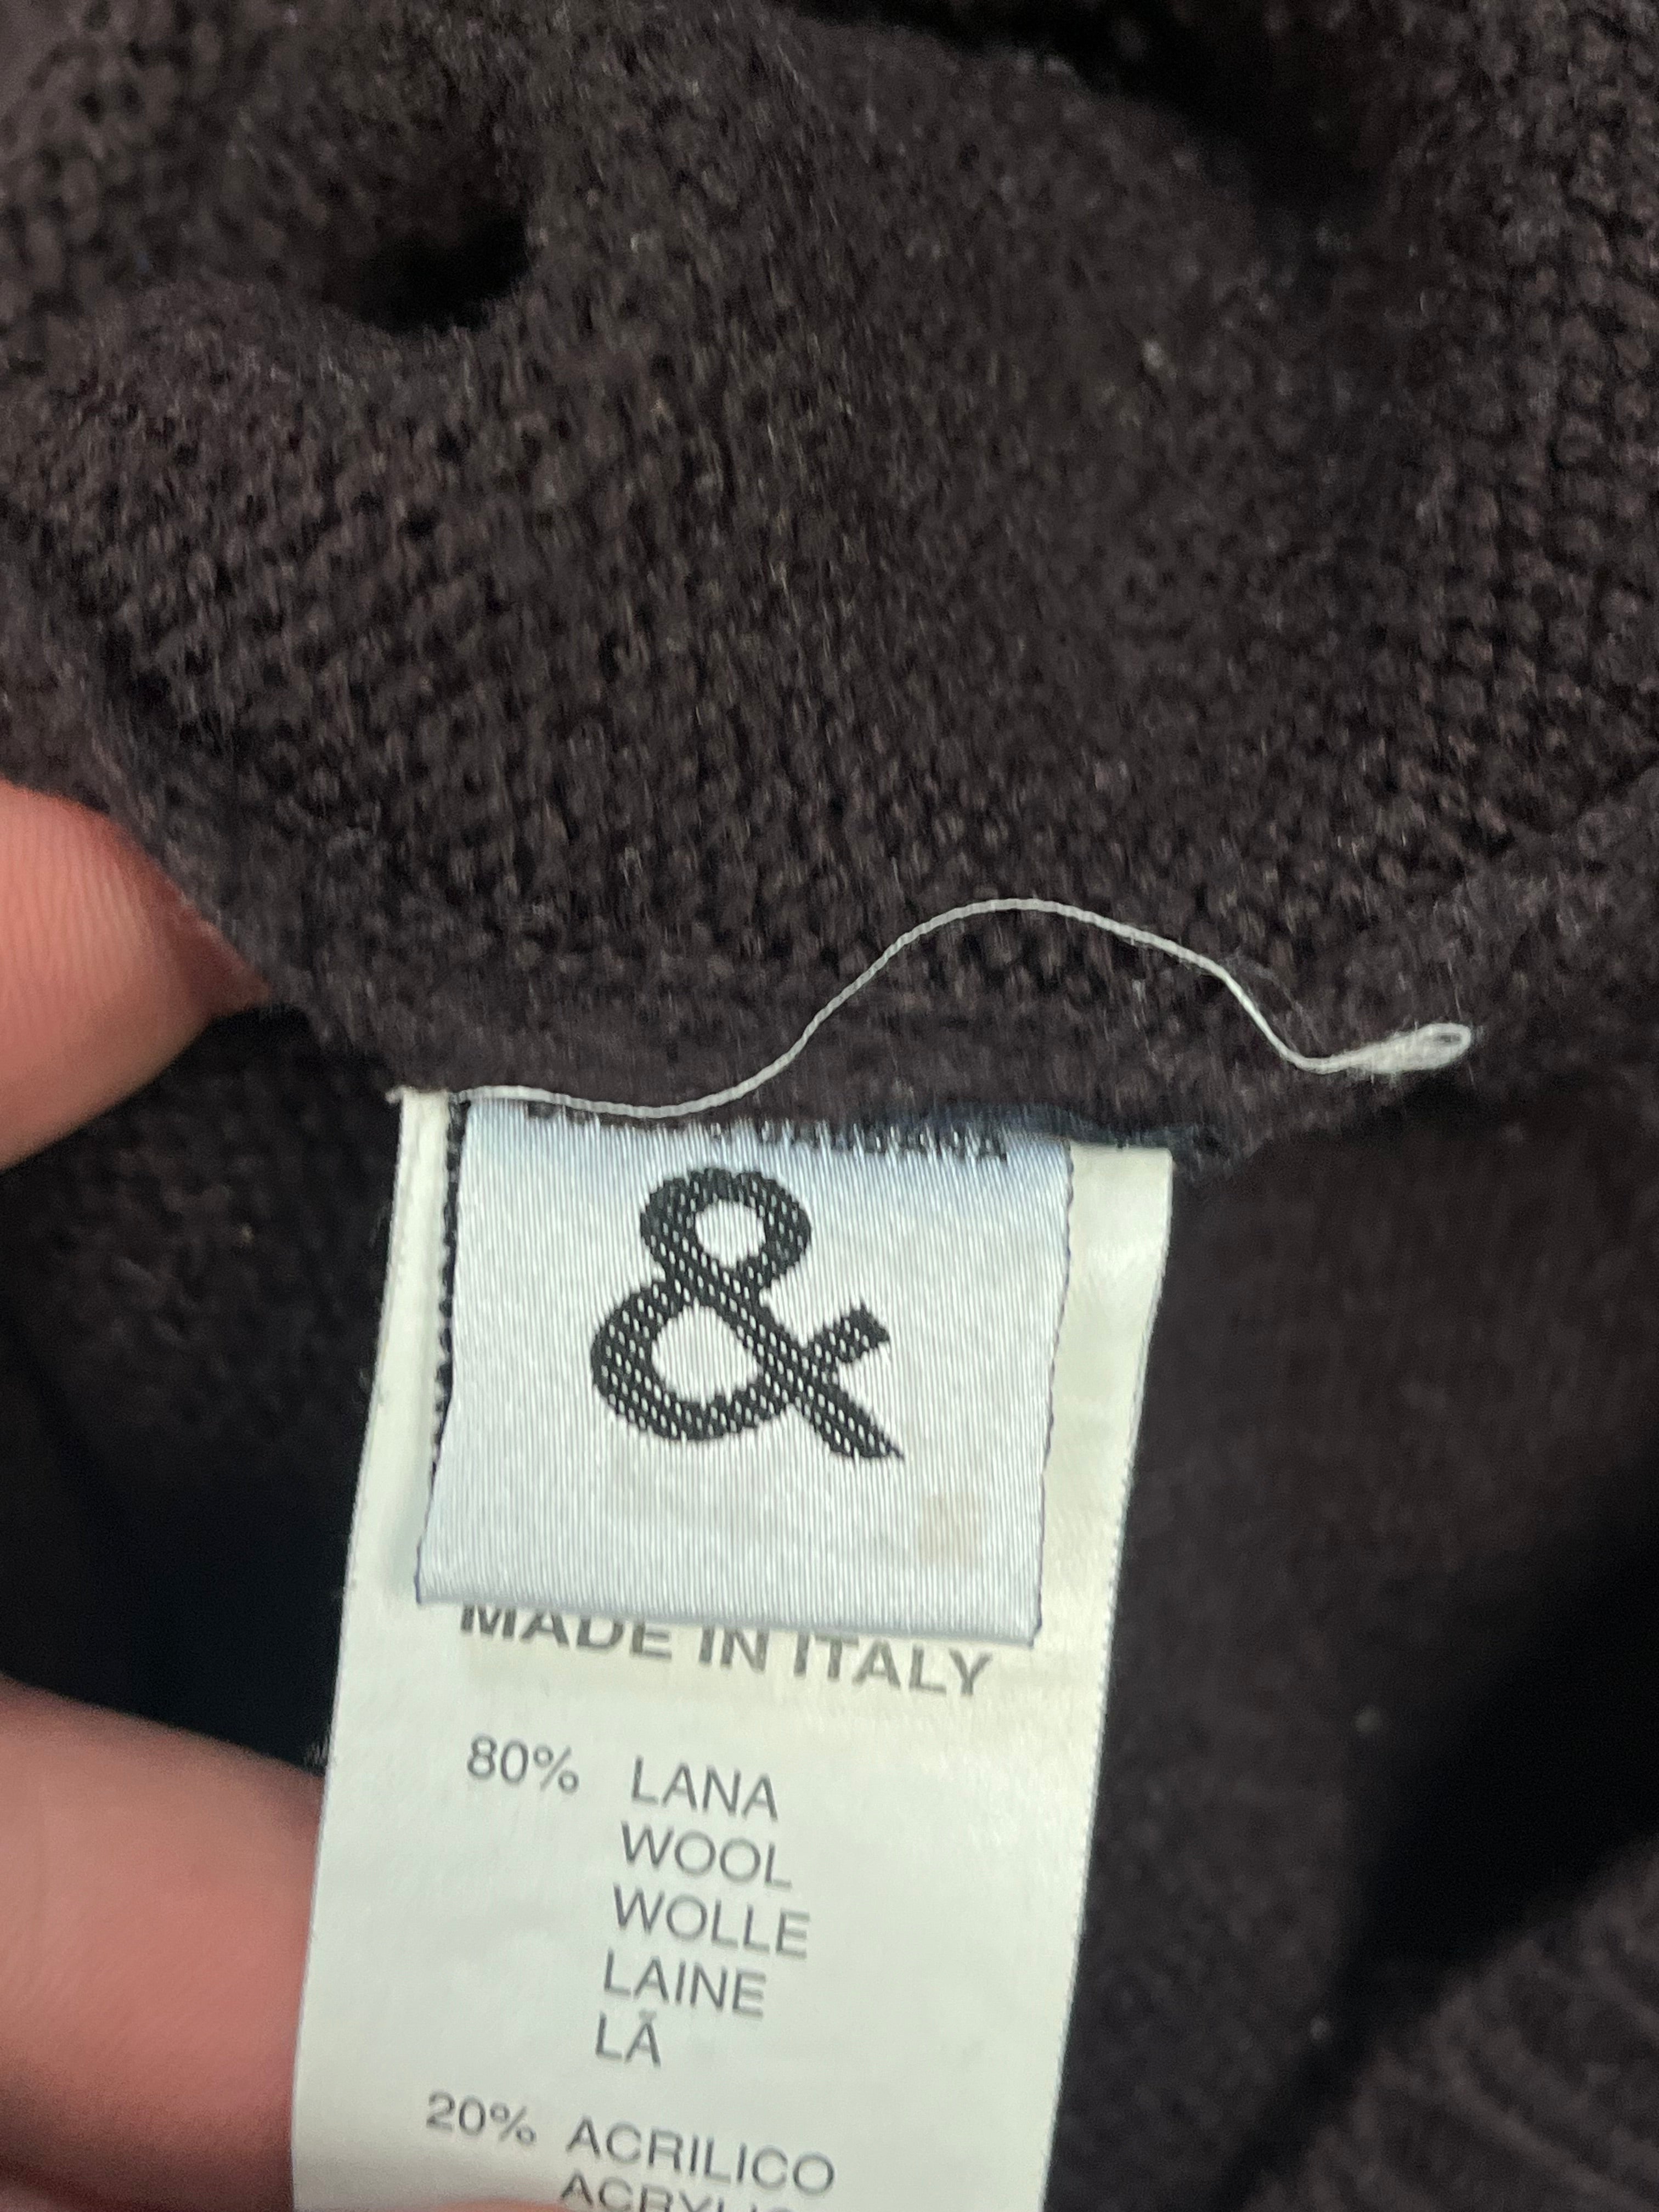 &
MADE IN ITALY
80% LANA
WOOL
WOLLE
LAINE
LÃ
20% ACRILICO